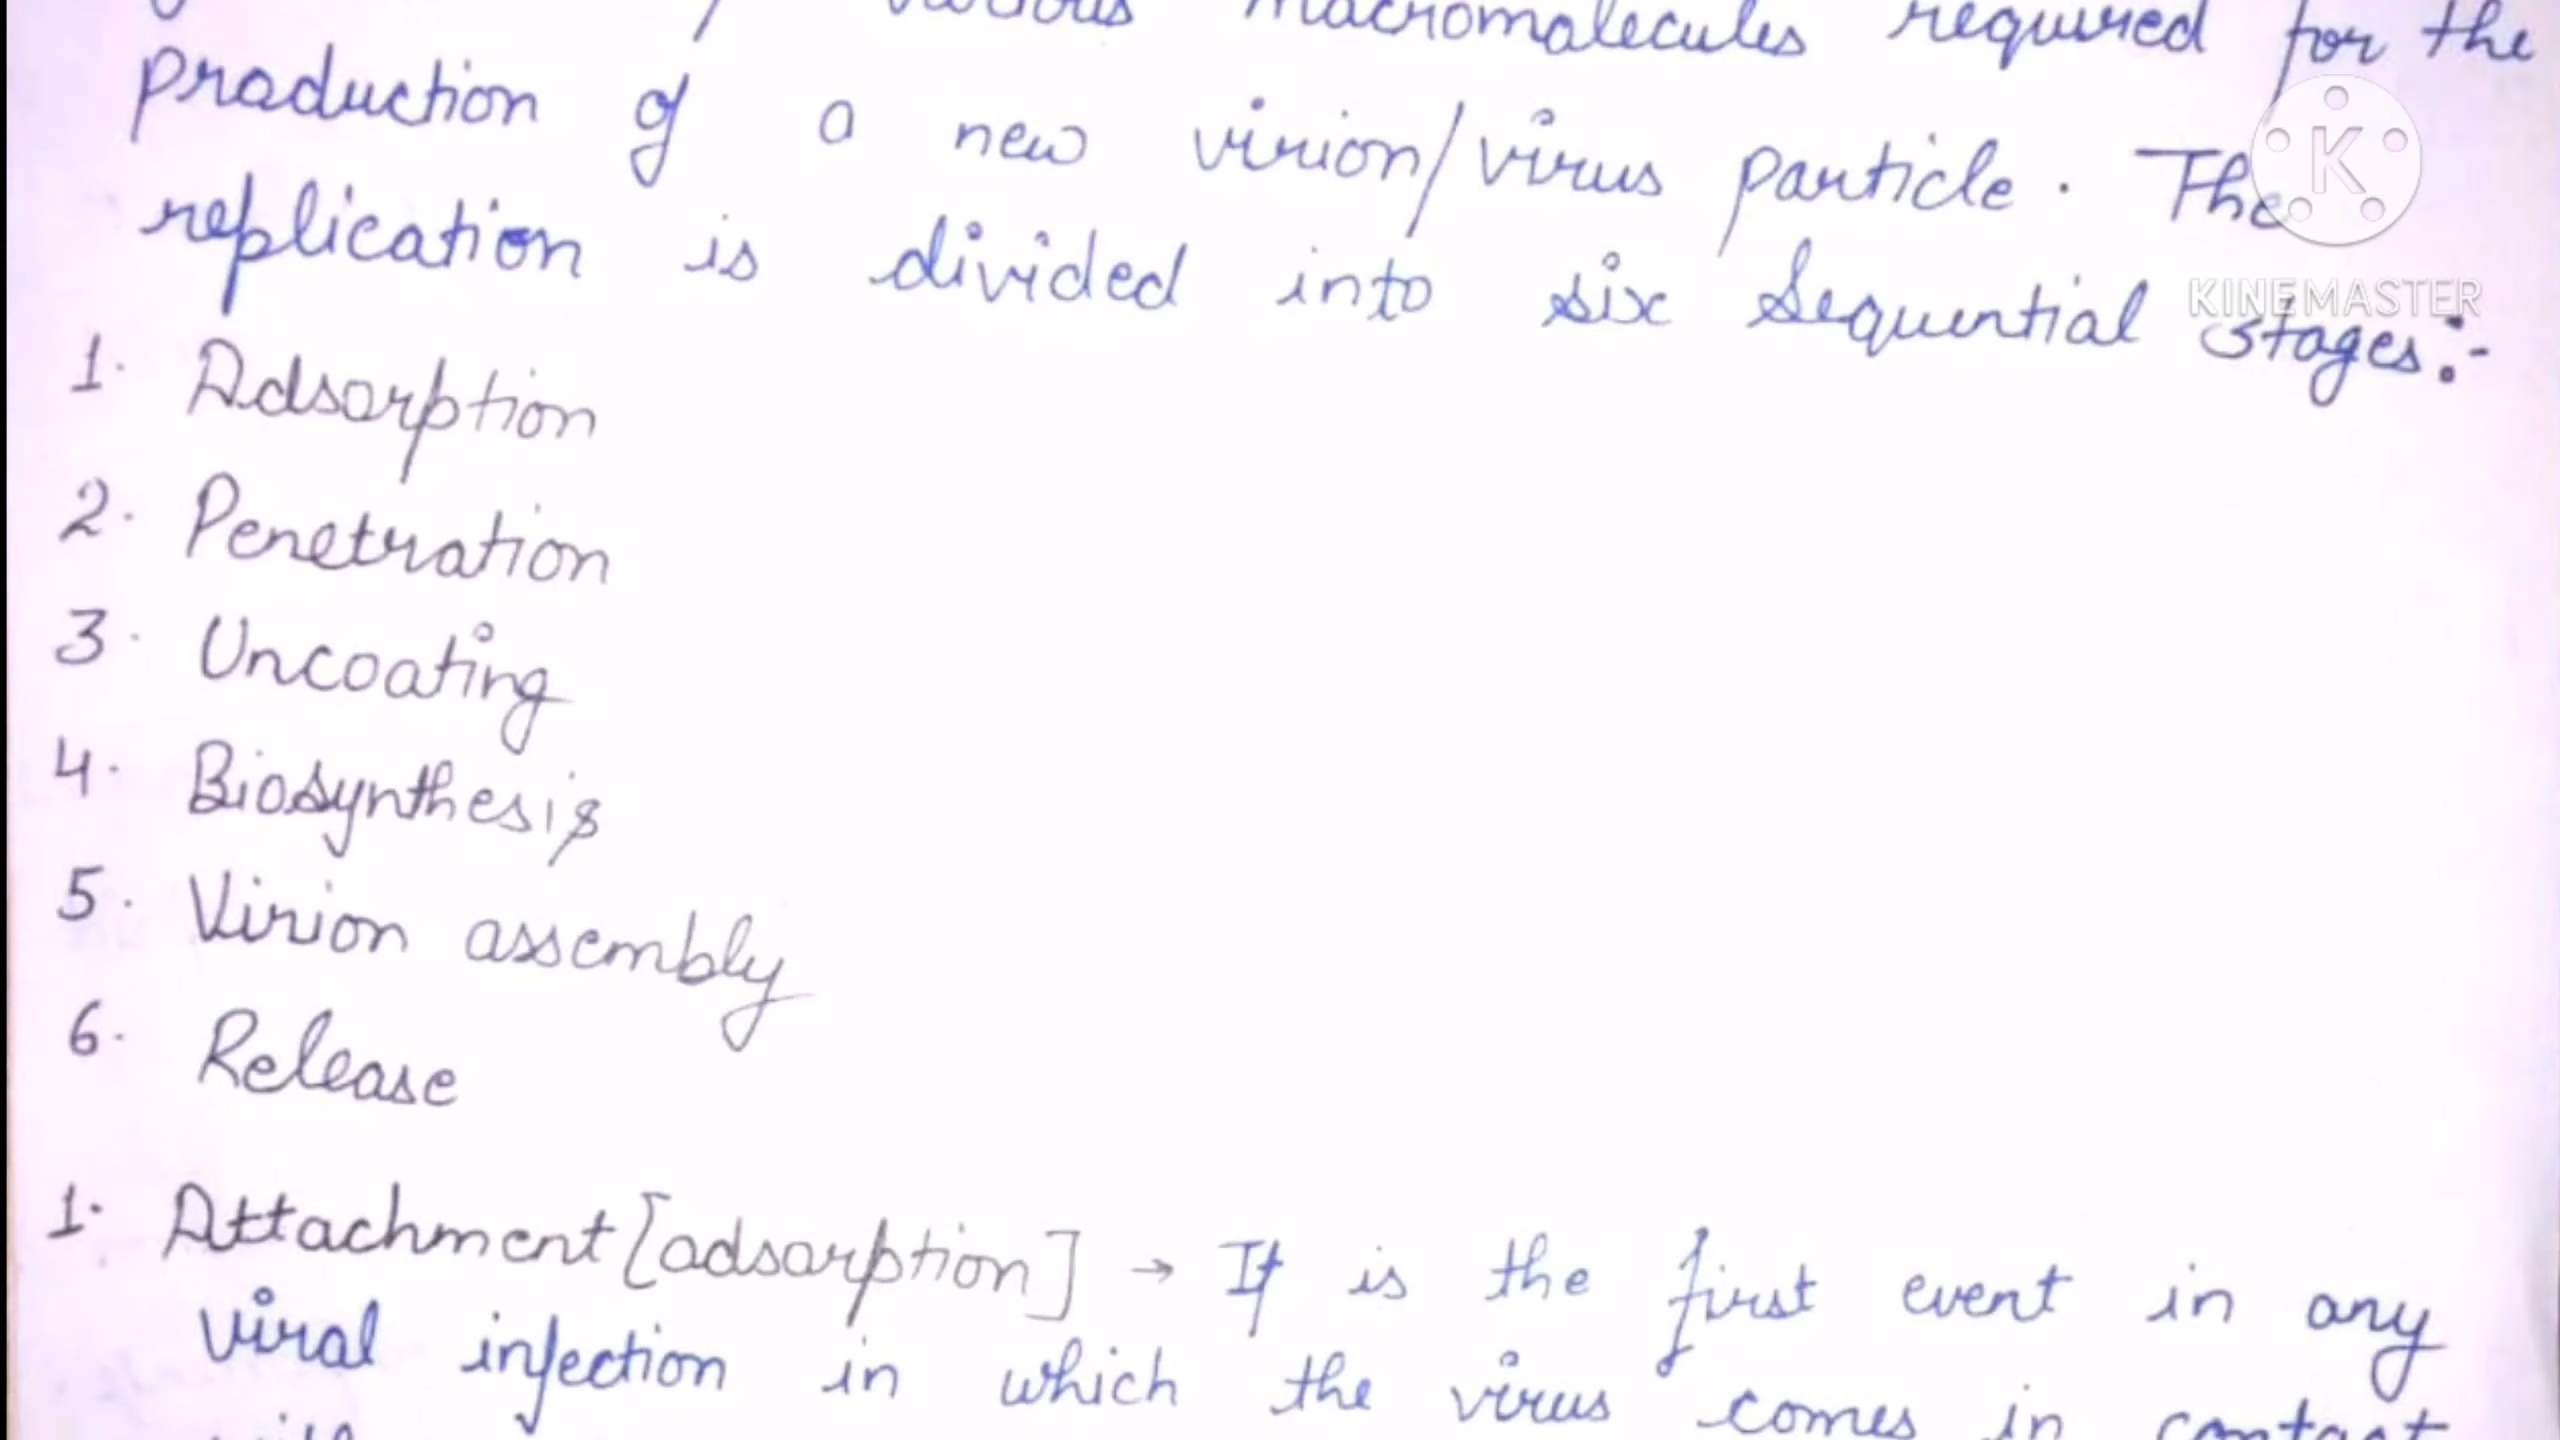 various macromolecules required for the
production of a new virion/virus particle. The
replication is divided into six sequential stages:-
KINEMASTER
1. Adsorption
2. Penetration
3. Uncoating
4. Biosynthesis
5. Virion assembly
6. Release
1. Attachment [adsorption] → It is the first event in any
viral infection in which the virus comes in contact